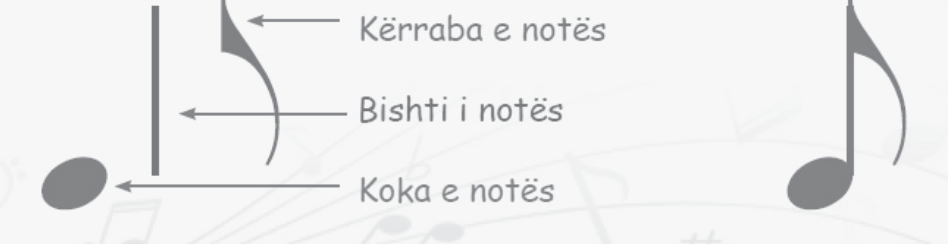 Kërraba e notës
Bishti i notës
Koka e notës